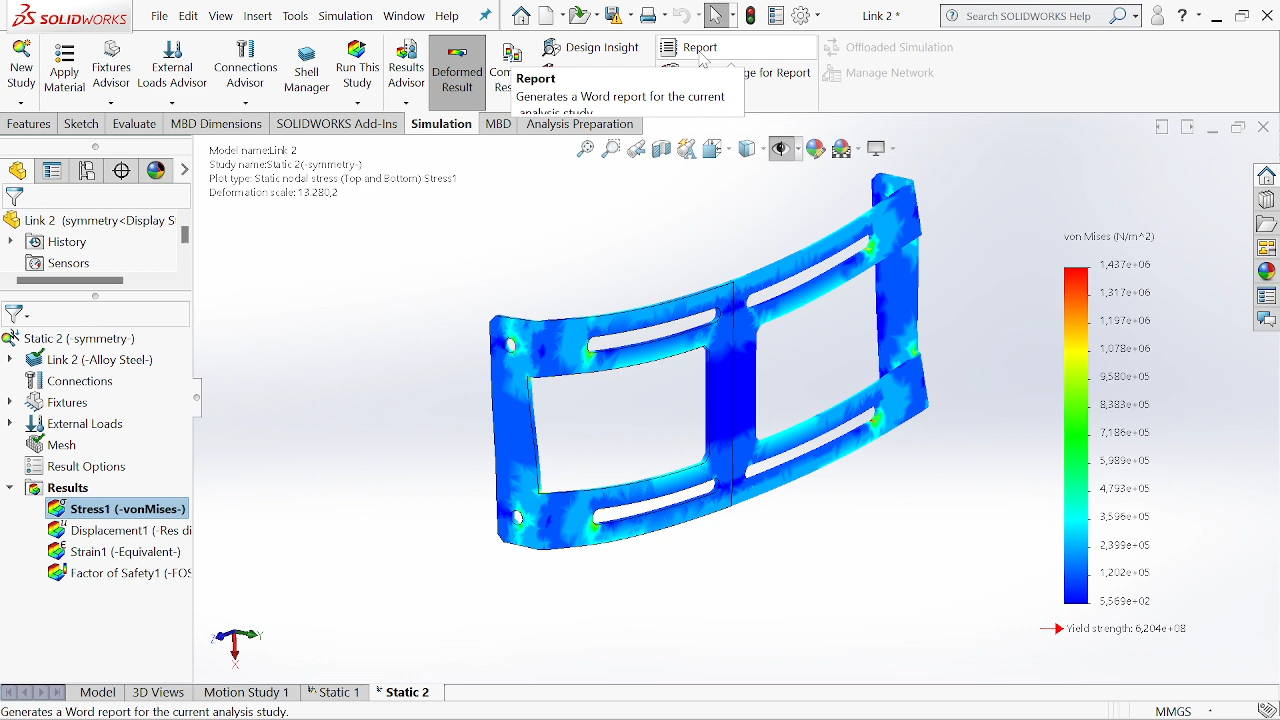 SOLIDWORKS
File
Edit
View
Insert
Tools
Simulation
Window
Help
Link 2 *
Search SOLIDWORKS Help
?
New
Study
Apply
Material
Fixtures
Advisor
External Loads
Advisor
Connections
Advisor
Shell
Manager
Run This
Study
Results
Advisor
Deformed
Result
Design Insight
Report
Offloaded Simulation
Manage Network
ge for Report
Report
Generates a Word report for the current
analysis study.
Features
Sketch
Evaluate
MBD Dimensions
SOLIDWORKS Add-Ins
Simulation
MBD
Analysis Preparation
Model name:Link 2
Study name:Static 2(-symmetry-)
Plot type: Static nodal stress (Top and Bottom) Stress1
Deformation scale: 13.280,2
Link 2 (symmetry<Display S
History
Sensors
Static 2 (-symmetry-)
Link 2 (-Alloy Steel-)
Connections
Fixtures
External Loads
Mesh
Result Options
Results
Stress1 (-vonMises-)
Displacement1 (-Res di
Strain1 (-Equivalent-)
Factor of Safety1 (-FOS
von Mises (N/m^2)
1,437e+06
1,317e+06
1,197e+06
1,078e+06
9,580e+05
8,383e+05
7,186e+05
5,989e+05
4,793e+05
3,596e+05
2,399e+05
1,202e+05
5,569e+02
Yield strength: 6,204e+08
Z
Y
X
Model
3D Views
Motion Study 1
Static 1
Static 2
Generates a Word report for the current analysis study.
MMGS